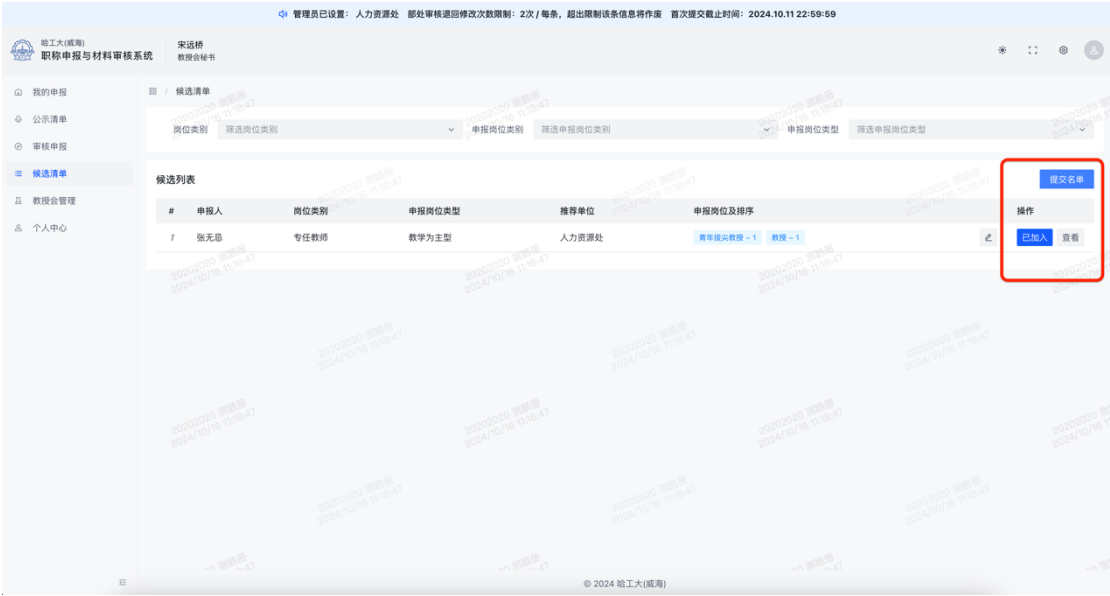 管理员已设置： 人力资源处 部处审核退回修改次数限制：2次 / 每条，超出限制该条信息将作废 首次提交截止时间：2024.10.11 22:59:59
哈工大(威海)
职称申报与材料审核系统
宋远桥
教授会秘书
我的申报
公示清单
审核申报
候选清单
教授会管理
个人中心
/ 候选清单
岗位类别 筛选岗位类别 申报岗位类别 筛选申报岗位类别 申报岗位类型 筛选申报岗位类型
候选列表 提交名单
# 申报人 岗位类别 申报岗位类型 推荐单位 申报岗位及排序 操作
1 张无忌 专任教师 教学为主型 人力资源处 青年拔尖教授 ~ 1 教授 ~ 1 已加入 查看
2024/10/16 11:18:47
© 2024 哈工大(威海)